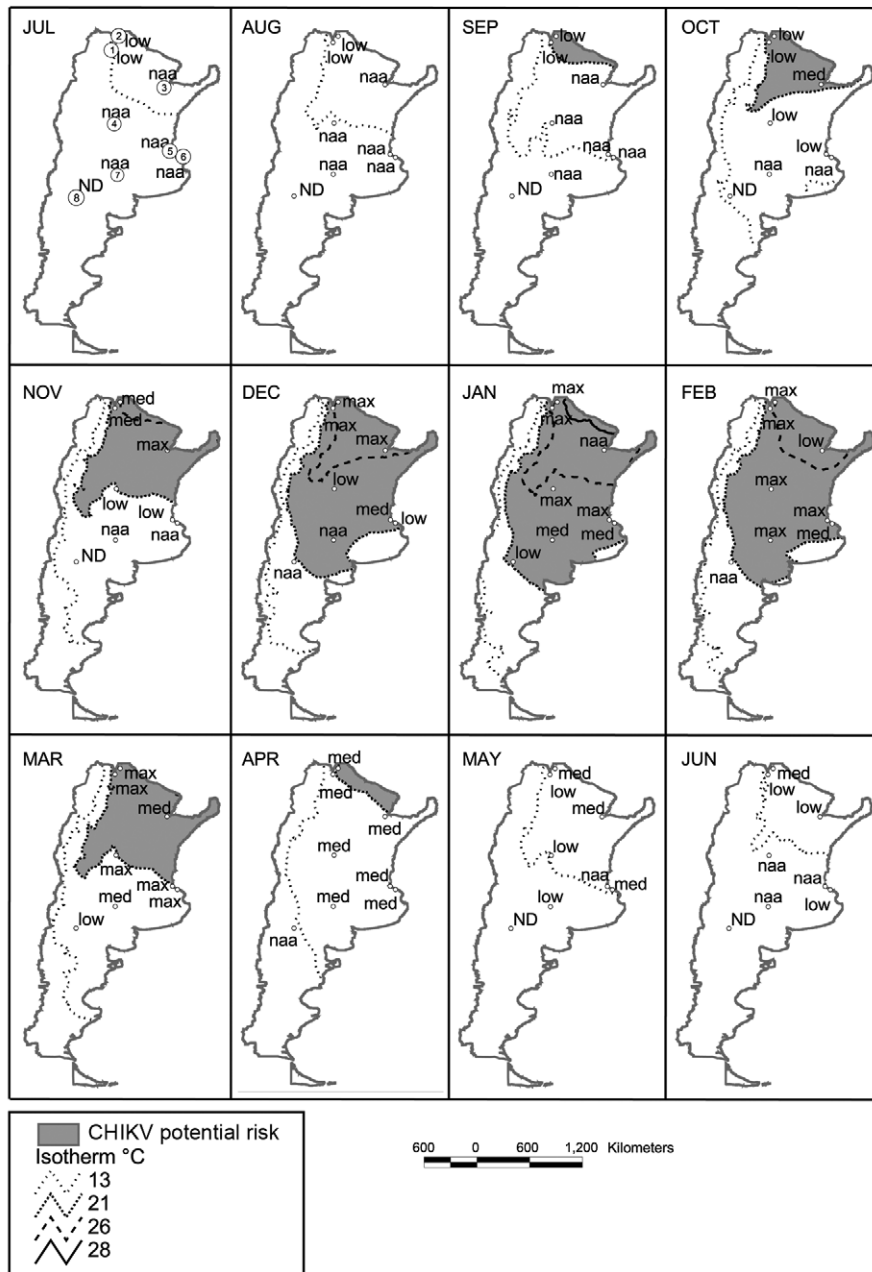 JUL
2
low
1
low
naa
3
naa
4
naa
5
6
naa
naa
7
ND
8
AUG
low
low
naa
naa
naa
naa
naa
ND
SEP
low
low
naa
naa
naa
naa
naa
ND
OCT
low
low
med
low
low
naa
naa
ND
NOV
med
med
max
low
low
naa
naa
ND
DEC
max
max
max
low
med
low
naa
naa
JAN
max
max
naa
max
max
med
med
low
FEB
max
max
low
max
max
med
max
naa
MAR
max
max
med
max
max
max
med
low
APR
med
med
med
med
med
med
med
naa
MAY
med
low
med
low
naa
med
low
ND
JUN
med
low
low
naa
naa
low
naa
ND
CHIKV potential risk
Isotherm °C
13
21
26
28
600 0 600 1,200 Kilometers